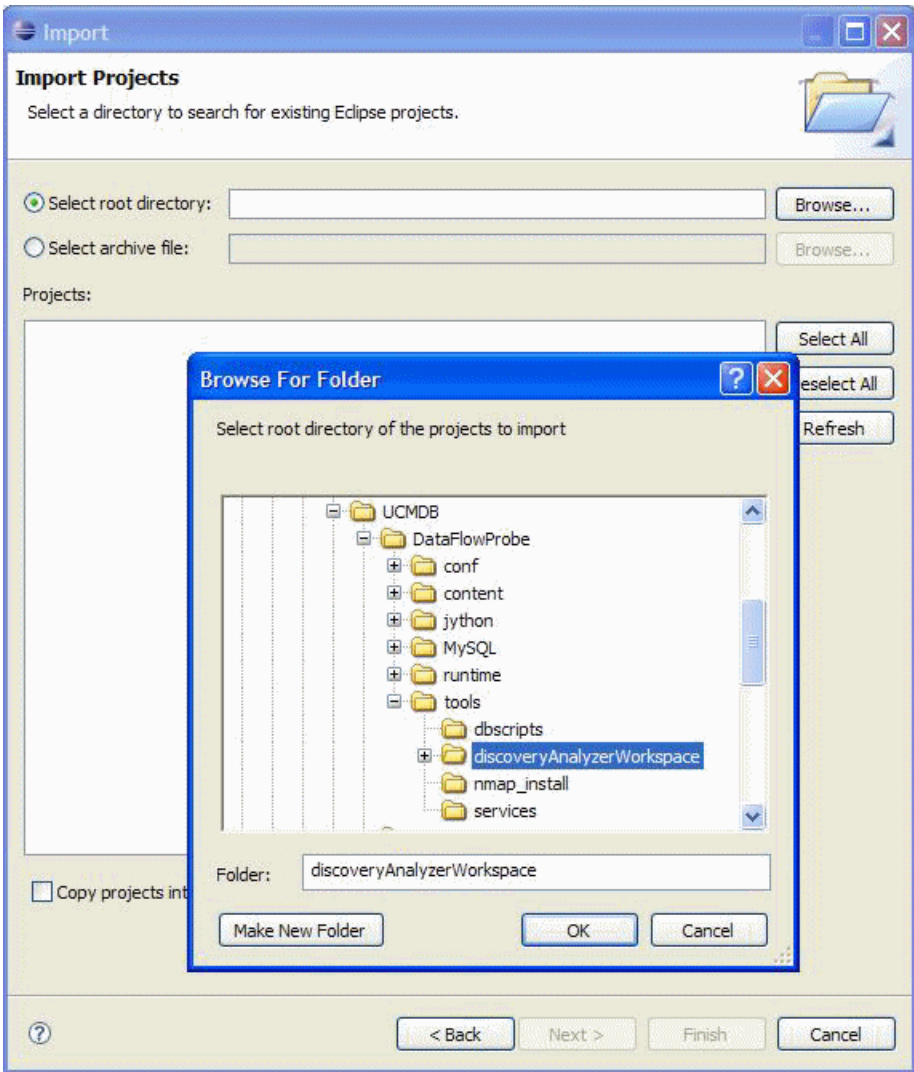 Import
Import Projects
Select a directory to search for existing Eclipse projects.
Select root directory:
Browse...
Select archive file:
Browse...
Projects:
Select All
eselect All
Refresh
Browse For Folder
?
Select root directory of the projects to import
UCMDB
DataFlowProbe
conf
content
jython
MySQL
runtime
tools
dbscripts
discoveryAnalyzerWorkspace
nmap_install
services
Folder:
discoveryAnalyzerWorkspace
Copy projects int
Make New Folder
OK
Cancel
?
< Back
Next >
Finish
Cancel